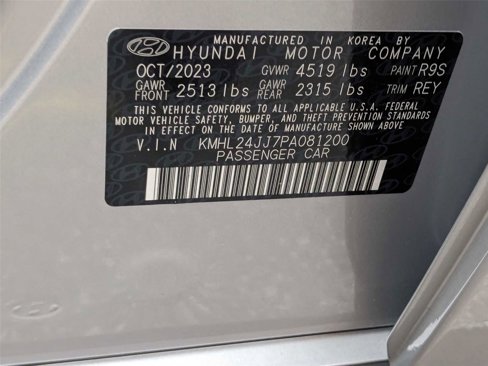 MANUFACTURED IN KOREA BY
HYUNDAI MOTOR COMPANY
OCT/2023 GVWR 4519 lbs PAINT R9S
GAWR FRONT 2513 lbs GAWR REAR 2315 lbs TRIM REY
THIS VEHICLE CONFORMS TO ALL APPLICABLE U.S.A. FEDERAL
MOTOR VEHICLE SAFETY, BUMPER, AND THEFT PREVENTION STANDARDS
IN EFFECT ON THE DATE OF MANUFACTURE SHOWN ABOVE.
V.I.N KMHL24JJ7PA081200
PASSENGER CAR